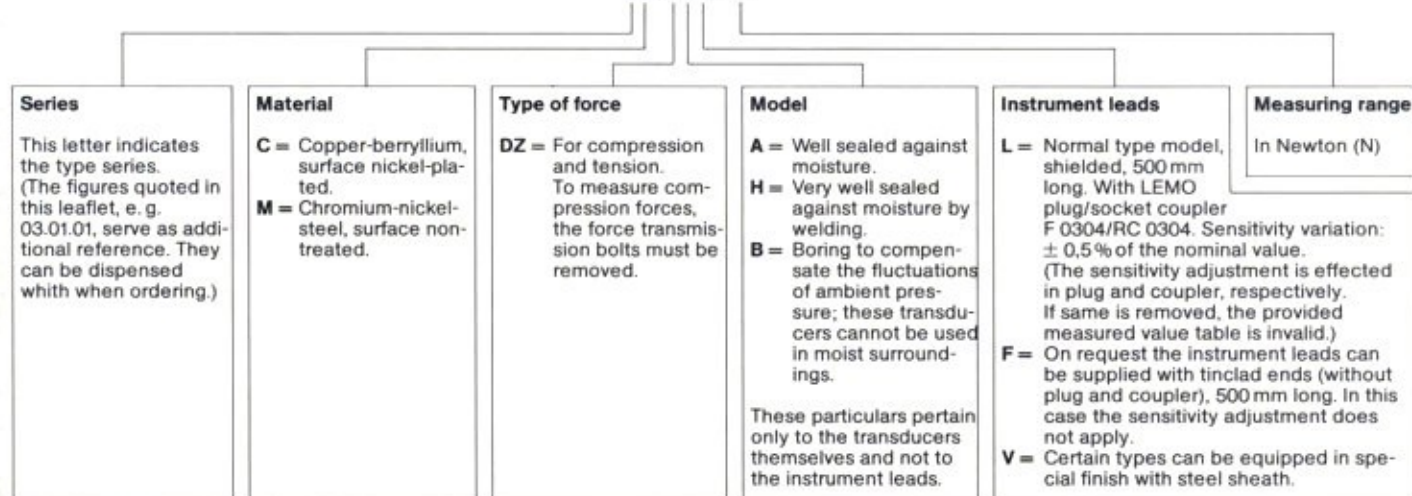 Series
This letter indicates
the type series.
(The figures quoted in
this leaflet, e. g.
03.01.01, serve as addi-
tional reference. They
can be dispensed
whith when ordering.)
Material
C = Copper-berryllium,
surface nickel-pla-
ted.
M = Chromium-nickel-
steel, surface non-
treated.
Type of force
DZ = For compression
and tension.
To measure com-
pression forces,
the force transmis-
sion bolts must be
removed.
Model
A = Well sealed against
moisture.
H = Very well sealed
against moisture by
welding.
B = Boring to compen-
sate the fluctuations
of ambient pres-
sure; these transdu-
cers cannot be used
in moist surround-
ings.
These particulars pertain
only to the transducers
themselves and not to
the instrument leads.
Instrument leads
L = Normal type model,
shielded, 500 mm
long. With LEMO
plug/socket coupler
F 0304/RC 0304. Sensitivity variation:
± 0,5% of the nominal value.
(The sensitivity adjustment is effected
in plug and coupler, respectively.
If same is removed, the provided
measured value table is invalid.)
F = On request the instrument leads can
be supplied with tinclad ends (without
plug and coupler), 500 mm long. In this
case the sensitivity adjustment does
not apply.
V = Certain types can be equipped in spe-
cial finish with steel sheath.
Measuring range
In Newton (N)